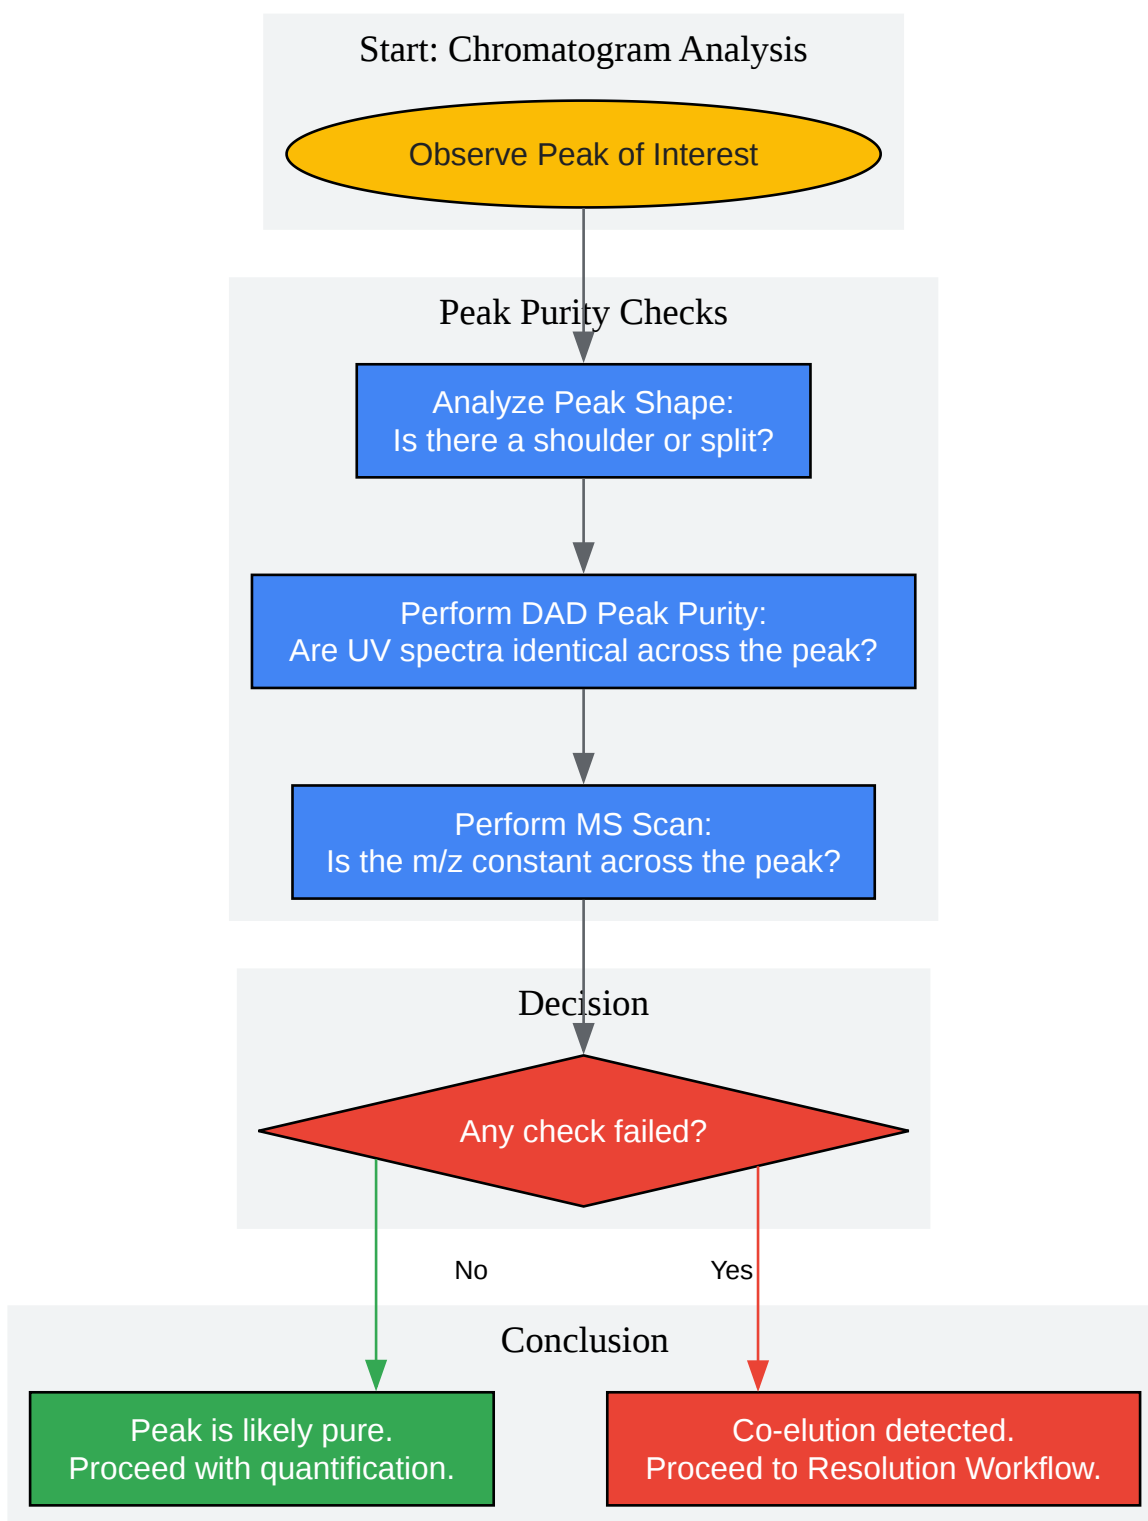 Start: Chromatogram Analysis
Observe Peak of Interest
Peak Purity Checks
Analyze Peak Shape:
Is there a shoulder or split?
Perform DAD Peak Purity:
Are UV spectra identical across the peak?
Perform MS Scan:
Is the m/z constant across the peak?
Decision
Any check failed?
No
Yes
Conclusion
Peak is likely pure.
Proceed with quantification.
Co-elution detected.
Proceed to Resolution Workflow.